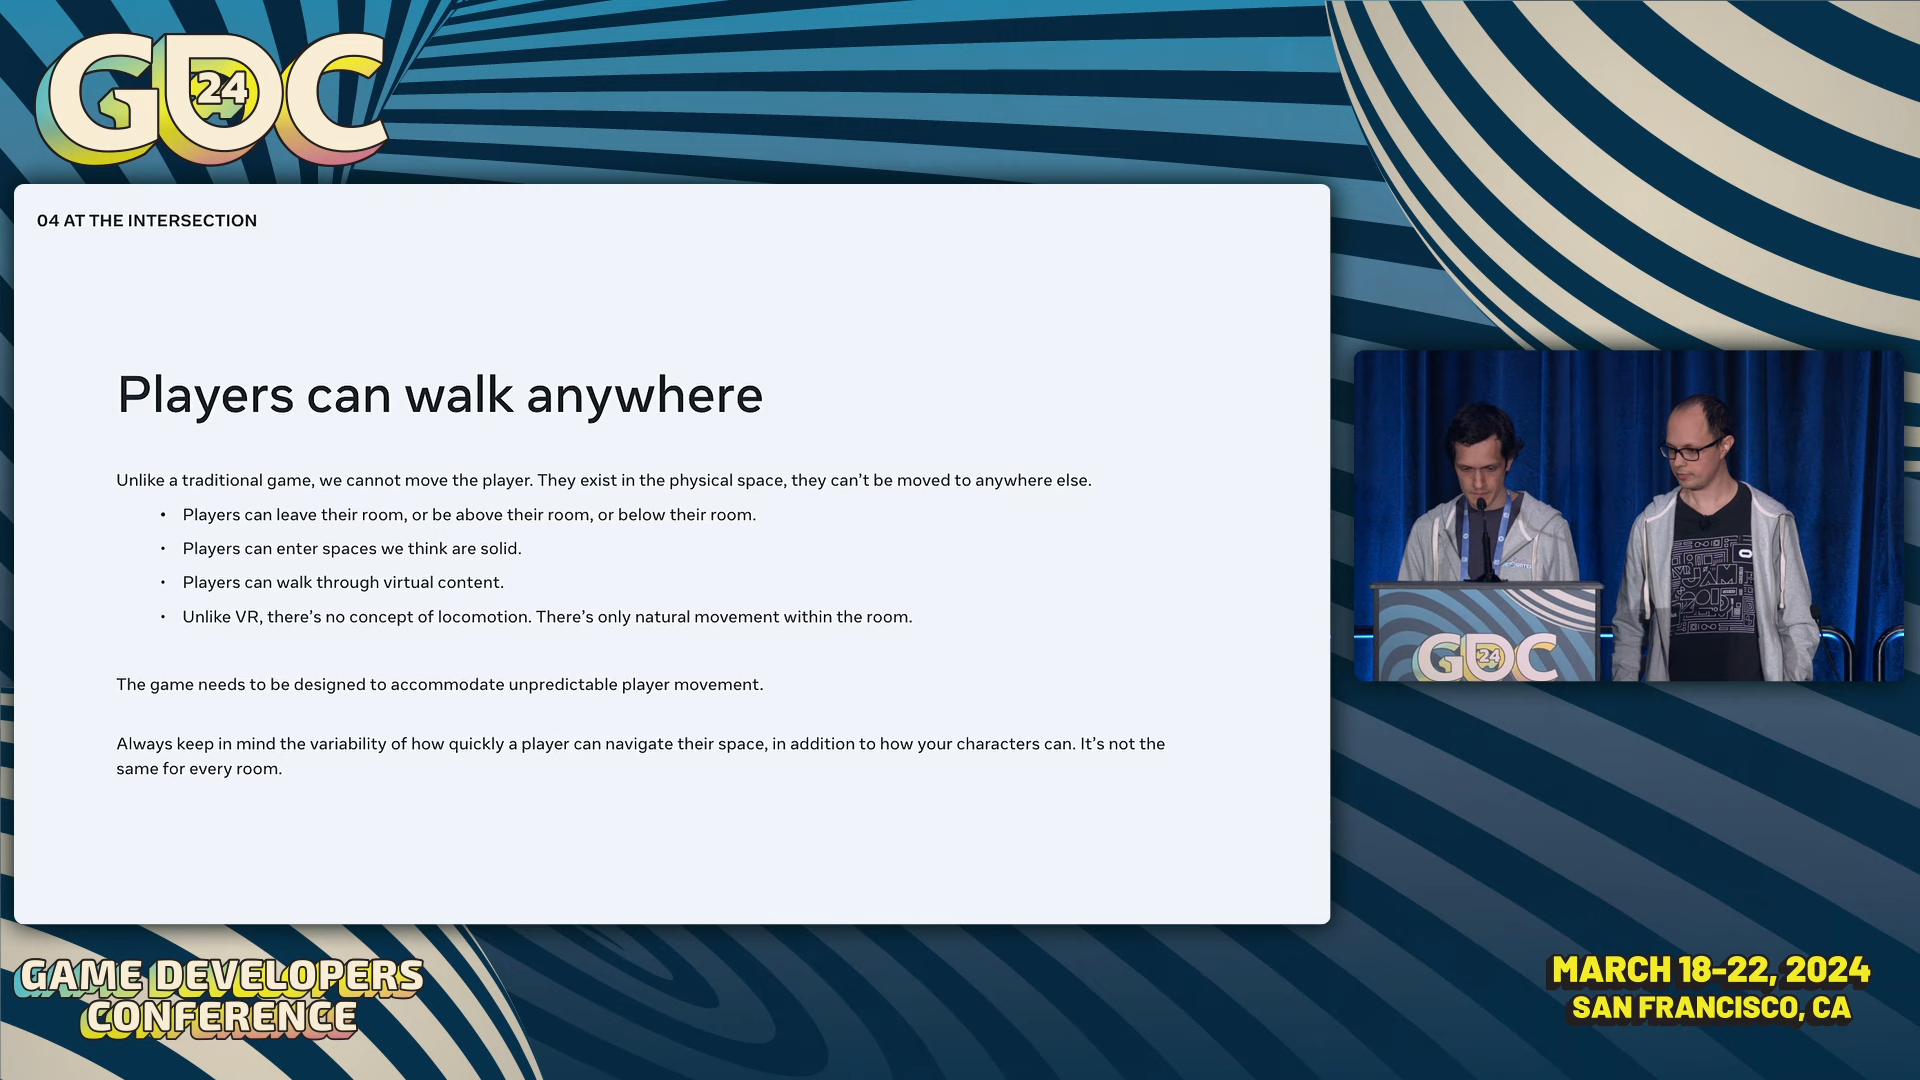 GDC
24
04 AT THE INTERSECTION
Players can walk anywhere
Unlike a traditional game, we cannot move the player. They exist in the physical space, they can’t be moved to anywhere else.
• Players can leave their room, or be above their room, or below their room.
• Players can enter spaces we think are solid.
• Players can walk through virtual content.
• Unlike VR, there’s no concept of locomotion. There’s only natural movement within the room.
The game needs to be designed to accommodate unpredictable player movement.
Always keep in mind the variability of how quickly a player can navigate their space, in addition to how your characters can. It’s not the
same for every room.
JAM
GDC
24
GAME DEVELOPERS
CONFERENCE
MARCH 18-22, 2024
SAN FRANCISCO, CA